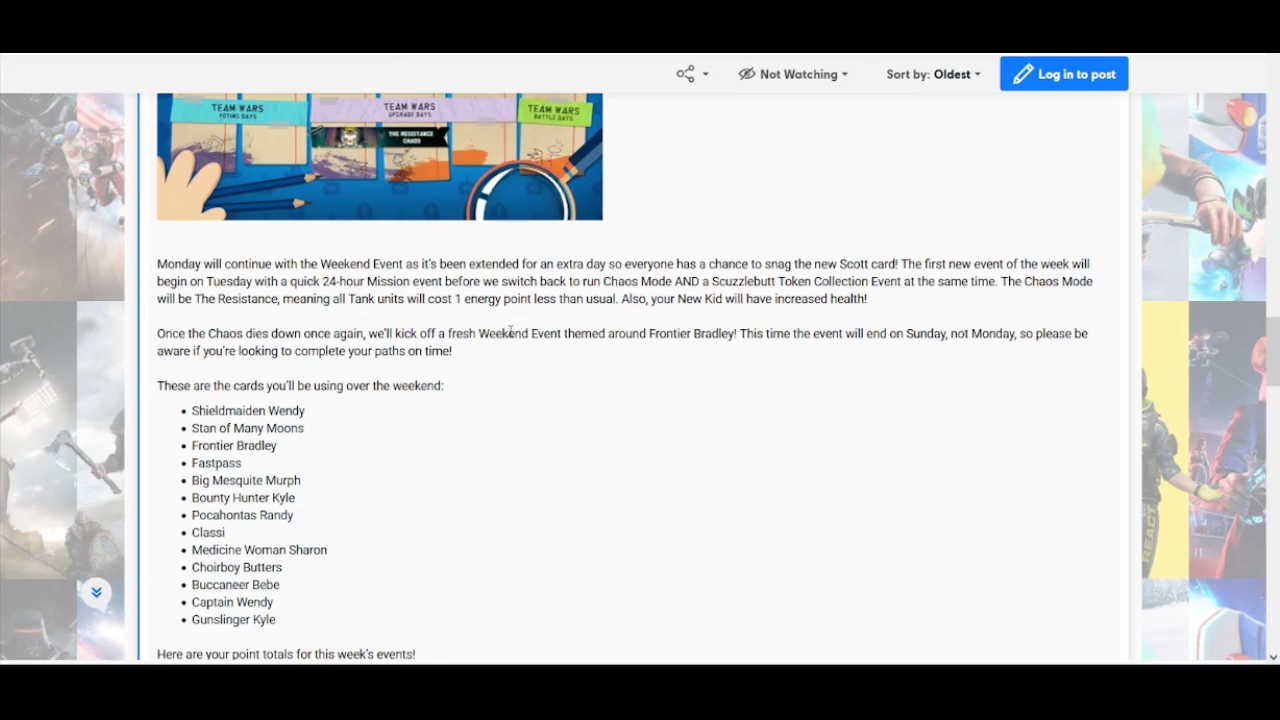 Not Watching
Sort by: Oldest
Log in to post
TEAM WARS
VOTING DAYS
TEAM WARS
UPGRADE DAYS
TEAM WARS
BATTLE DAYS
THE RESISTANCE
CHAOS
Monday will continue with the Weekend Event as it's been extended for an extra day so everyone has a chance to snag the new Scott card! The first new event of the week will
begin on Tuesday with a quick 24-hour Mission event before we switch back to run Chaos Mode AND a Scuzzlebutt Token Collection Event at the same time. The Chaos Mode
will be The Resistance, meaning all Tank units will cost 1 energy point less than usual. Also, your New Kid will have increased health!
Once the Chaos dies down once again, we'll kick off a fresh Weekend Event themed around Frontier Bradley! This time the event will end on Sunday, not Monday, so please be
aware if you're looking to complete your paths on time!
These are the cards you'll be using over the weekend:
• Shieldmaiden Wendy
• Stan of Many Moons
• Frontier Bradley
• Fastpass
• Big Mesquite Murph
• Bounty Hunter Kyle
• Pocahontas Randy
• Classi
• Medicine Woman Sharon
• Choirboy Butters
• Buccaneer Bebe
• Captain Wendy
• Gunslinger Kyle
Here are your point totals for this week's events!
REACT